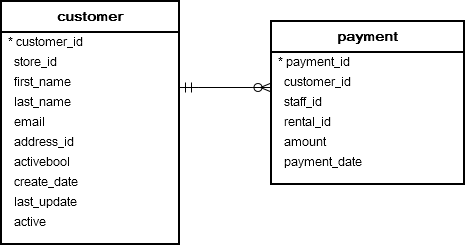 customer
* customer_id
store_id
first_name
last_name
email
address_id
activebool
create_date
last_update
active
payment
* payment_id
customer_id
staff_id
rental_id
amount
payment_date